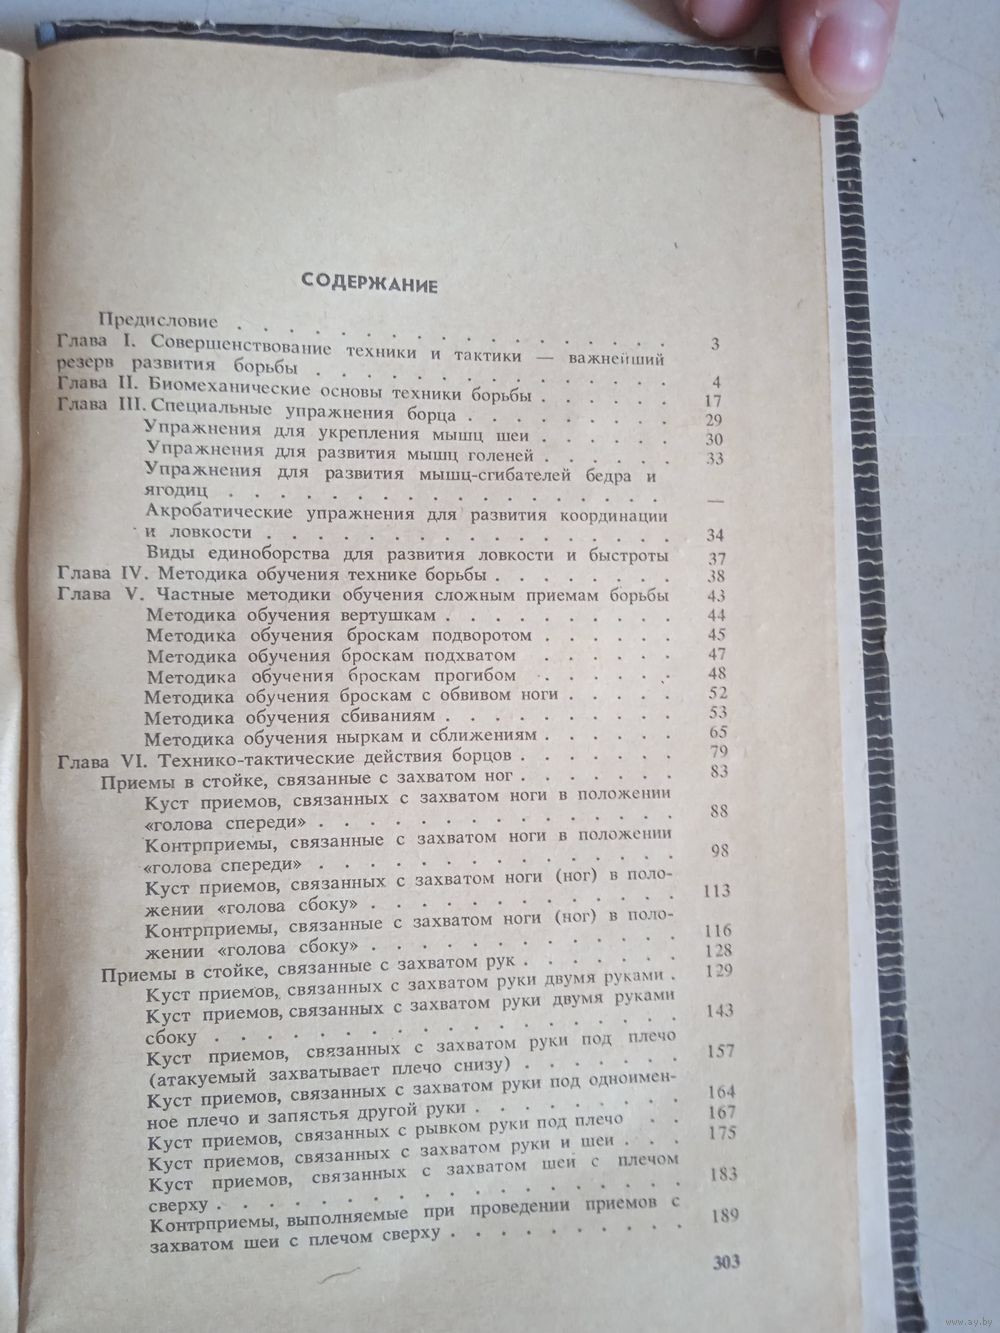 СОДЕРЖАНИЕ
Предисловие . . . . . . . . . . . . . . . . . 3
Глава I. Совершенствование техники и тактики — важнейший
резерв развития борьбы . . . . . . . . . . . . . . 4
Глава II. Биомеханические основы техники борьбы . . . . . . 17
Глава III. Специальные упражнения борца . . . . . . . . 29
Упражнения для укрепления мышц шеи . . . . . . 30
Упражнения для развития мышц голеней . . . . . . 33
Упражнения для развития мышц-сгибателей бедра и
ягодиц . . . . . . . . . . . . . . . . . —
Акробатические упражнения для развития координации
и ловкости . . . . . . . . . . . . . . . . 34
Виды единоборства для развития ловкости и быстроты 37
Глава IV. Методика обучения технике борьбы . . . . . . . . 38
Глава V. Частные методики обучения сложным приемам борьбы 43
Методика обучения вертушкам . . . . . . . . . . 44
Методика обучения броскам подворотом . . . . . . 45
Методика обучения броскам подхватом . . . . . . 47
Методика обучения броскам прогибом . . . . . . 48
Методика обучения броскам с обвивом ноги . . . . . 52
Методика обучения сбиваниям . . . . . . . . . . 53
Методика обучения ныркам и сближениям . . . . . . 65
Глава VI. Технико-тактические действия борцов . . . . . . . 79
Приемы в стойке, связанные с захватом ног . . . . . . . 83
Куст приемов, связанных с захватом ноги в положении
«голова спереди» . . . . . . . . . . . . . . 88
Контрприемы, связанные с захватом ноги в положении
«голова спереди» . . . . . . . . . . . . . . 98
Куст приемов, связанных с захватом ноги (ног) в поло-
жении «голова сбоку» . . . . . . . . . . . . 113
Контрприемы, связанные с захватом ноги (ног) в поло-
жении «голова сбоку» . . . . . . . . . . . . 116
Приемы в стойке, связанные с захватом рук . . . . . . . 128
Куст приемов, связанных с захватом руки двумя руками . 129
Куст приемов, связанных с захватом руки двумя руками
сбоку . . . . . . . . . . . . . . . . . . 143
Куст приемов, связанных с захватом руки под плечо
(атакуемый захватывает плечо снизу) . . . . . . 157
Куст приемов, связанных с захватом руки под одноимен-
ное плечо и запястья другой руки . . . . . . . . 164
Куст приемов, связанных с рывком руки под плечо . . 167
Куст приемов, связанных с захватом руки и шеи . . . 175
Куст приемов, связанных с захватом шеи с плечом
сверху . . . . . . . . . . . . . . . . . . 183
Контрприемы, выполняемые при проведении приемов с
захватом шеи с плечом сверху . . . . . . . . . 189
303
www.ay.by